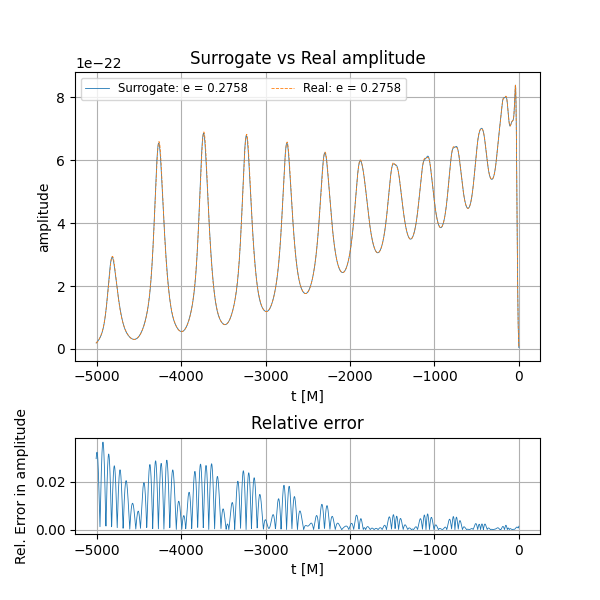 Surrogate vs Real amplitude
1e−22
Surrogate: e = 0.2758 Real: e = 0.2758
8
6
4
2
0
amplitude
−5000 −4000 −3000 −2000 −1000 0
t [M]
Relative error
0.02
0.00
Rel. Error in amplitude
−5000 −4000 −3000 −2000 −1000 0
t [M]